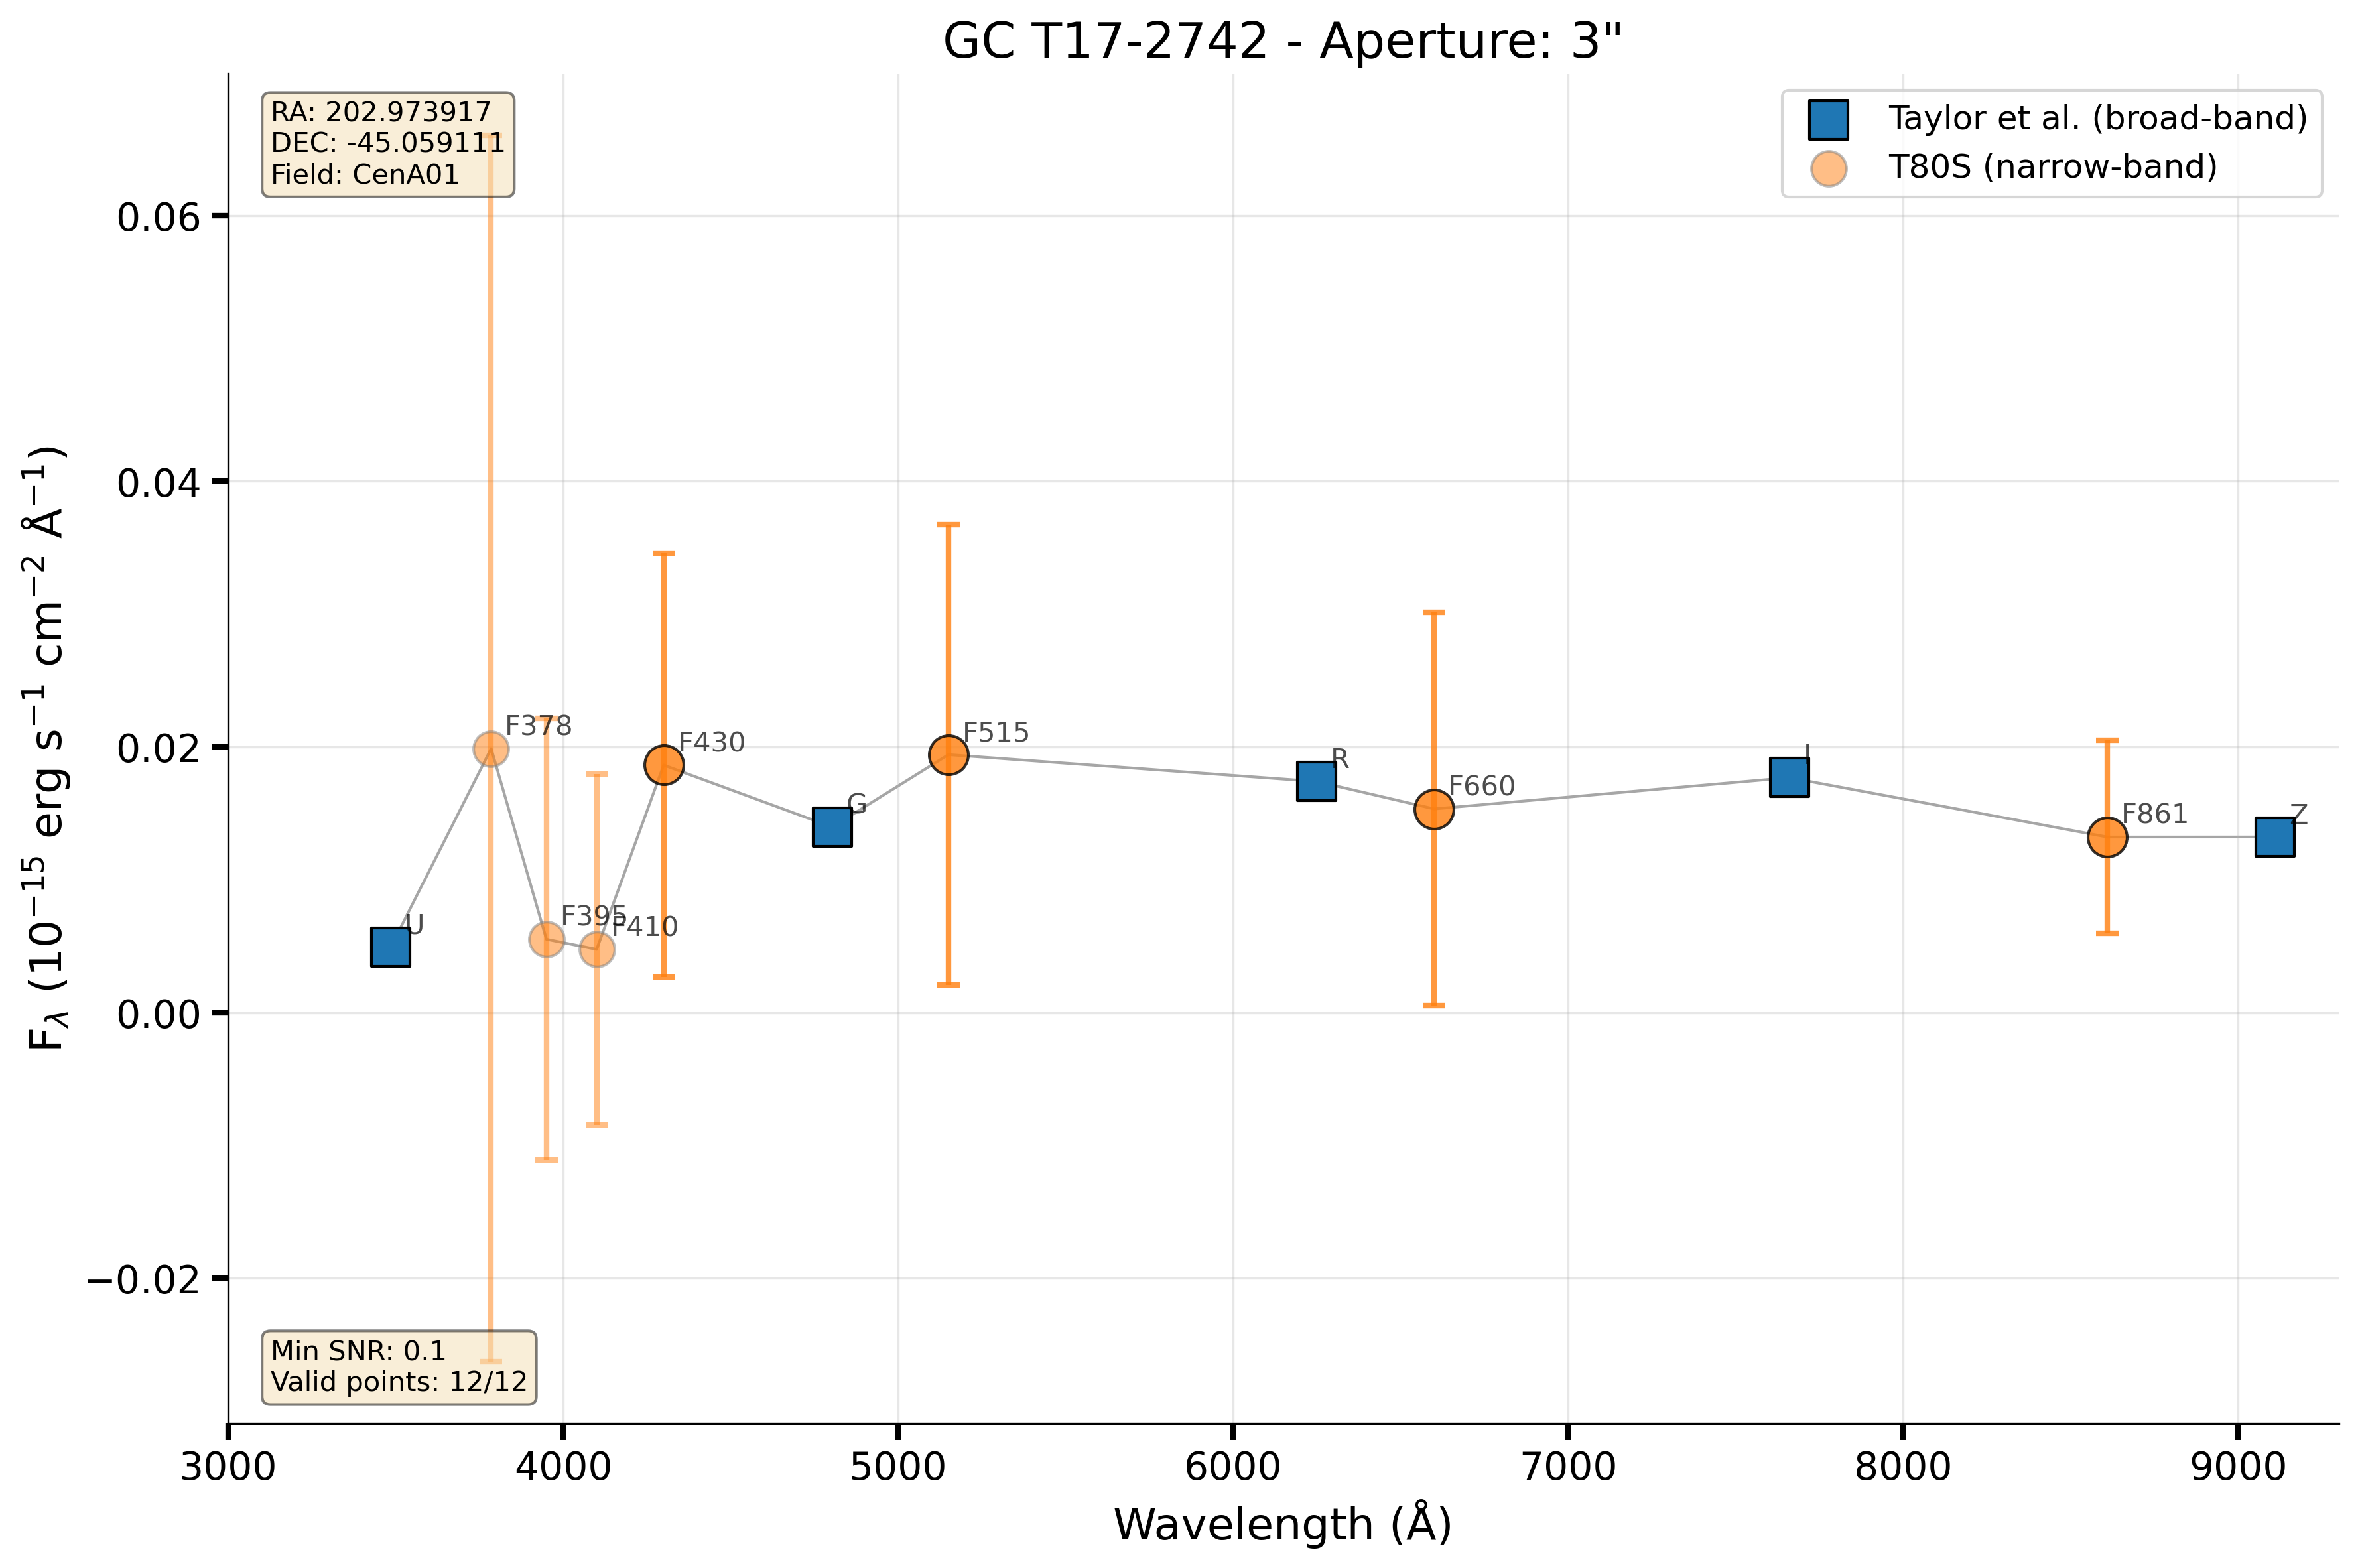 GC T17-2742 - Aperture: 3"
RA: 202.973917
DEC: -45.059111
Field: CenA01
Taylor et al. (broad-band)
T80S (narrow-band)
0.06
0.04
0.02
0.00
−0.02
F_λ (10⁻¹⁵ erg s⁻¹ cm⁻² Å⁻¹)
U
F378
F395
F410
F430
G
F515
R
F660
I
F861
Z
Min SNR: 0.1
Valid points: 12/12
3000 4000 5000 6000 7000 8000 9000
Wavelength (Å)